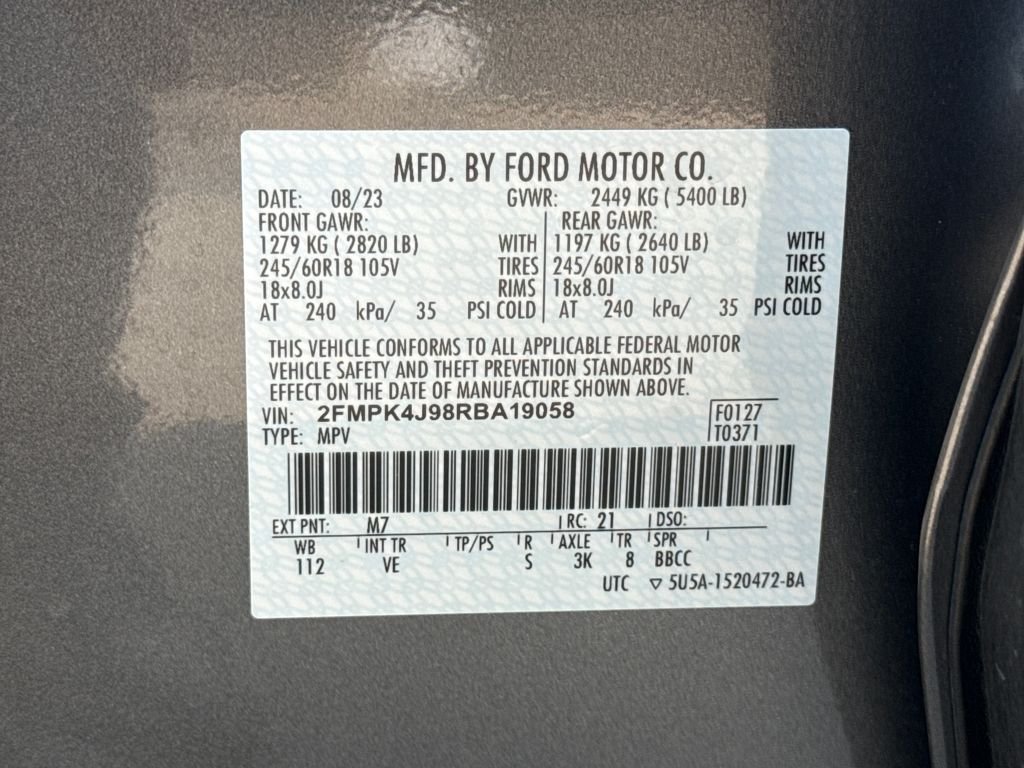 MFD. BY FORD MOTOR CO.
DATE: 08/23 GVWR: 2449 KG ( 5400 LB)
FRONT GAWR: REAR GAWR:
1279 KG ( 2820 LB) WITH 1197 KG ( 2640 LB) WITH
245/60R18 105V TIRES 245/60R18 105V TIRES
18x8.0J RIMS 18x8.0J RIMS
AT 240 kPa/ 35 PSI COLD AT 240 kPa/ 35 PSI COLD
THIS VEHICLE CONFORMS TO ALL APPLICABLE FEDERAL MOTOR
VEHICLE SAFETY AND THEFT PREVENTION STANDARDS IN
EFFECT ON THE DATE OF MANUFACTURE SHOWN ABOVE.
VIN: 2FMPK4J98RBA19058 F0127
TYPE: MPV T0371
EXT PNT: M7 RC: 21 DSO:
WB INT TR TP/PS R AXLE TR SPR
112 VE S 3K 8 BBCC
UTC ▽ 5U5A-1520472-BA